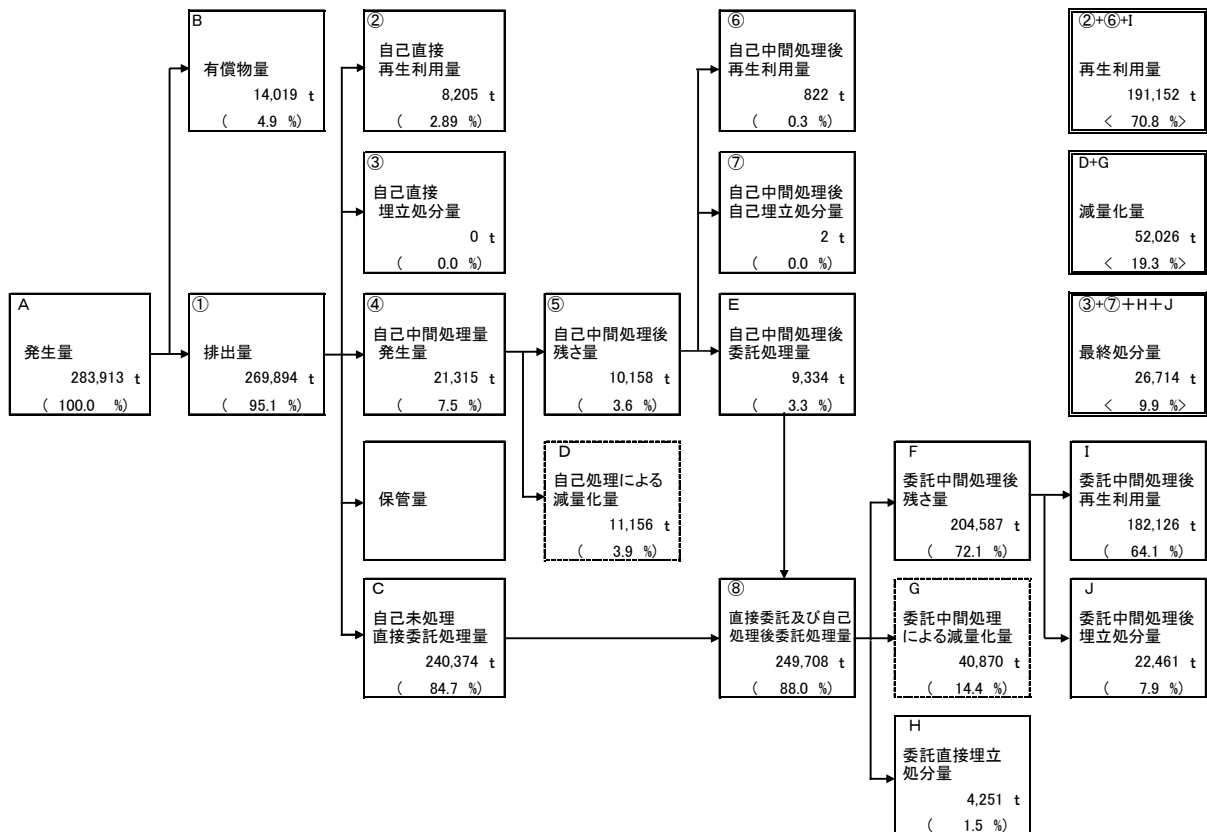 B
有償物量
14,019 t
( 4.9 %)
②
自己直接
再生利用量
8,205 t
( 2.89 %)
⑥
自己中間処理後
再生利用量
822 t
( 0.3 %)
②+⑥+I
再生利用量
191,152 t
< 70.8 %>
③
自己直接
埋立処分量
0 t
( 0.0 %)
⑦
自己中間処理後
自己埋立処分量
2 t
( 0.0 %)
D+G
減量化量
52,026 t
< 19.3 %>
A
発生量
283,913 t
( 100.0 %)
①
排出量
269,894 t
( 95.1 %)
④
自己中間処理量
発生量
21,315 t
( 7.5 %)
⑤
自己中間処理後
残さ量
10,158 t
( 3.6 %)
E
自己中間処理後
委託処理量
9,334 t
( 3.3 %)
③+⑦+H+J
最終処分量
26,714 t
< 9.9 %>
保管量
D
自己処理による
減量化量
11,156 t
( 3.9 %)
F
委託中間処理後
残さ量
204,587 t
( 72.1 %)
I
委託中間処理後
再生利用量
182,126 t
( 64.1 %)
C
自己未処理
直接委託処理量
240,374 t
( 84.7 %)
⑧
直接委託及び自己
処理後委託処理量
249,708 t
( 88.0 %)
G
委託中間処理
による減量化量
40,870 t
( 14.4 %)
J
委託中間処理後
埋立処分量
22,461 t
( 7.9 %)
H
委託直接埋立
処分量
4,251 t
( 1.5 %)